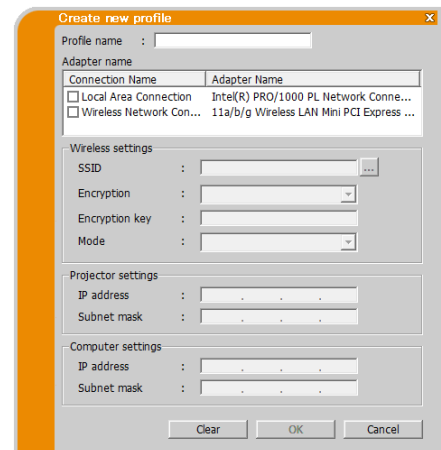 Create new profile x
Profile name :
Adapter name
Connection Name Adapter Name
Local Area Connection Intel(R) PRO/1000 PL Network Conne...
Wireless Network Con... 11a/b/g Wireless LAN Mini PCI Express ...
Wireless settings
SSID : ...
Encryption :
Encryption key :
Mode :
Projector settings
IP address : . . .
Subnet mask : . . .
Computer settings
IP address : . . .
Subnet mask : . . .
Clear OK Cancel